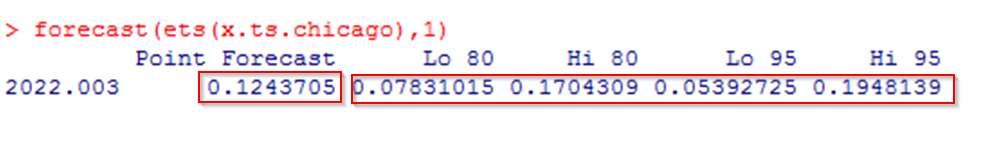 > forecast(ets(x.ts.chicago),1)
Point Forecast Lo 80 Hi 80 Lo 95 Hi 95
2022.003 0.1243705 0.07831015 0.1704309 0.05392725 0.1948139